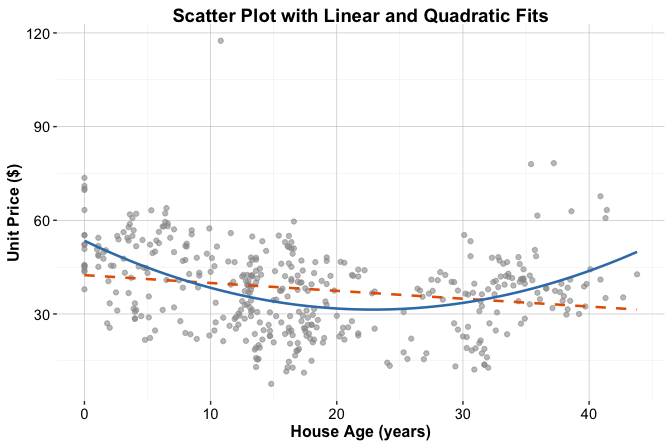 Scatter Plot with Linear and Quadratic Fits
120
90
60
30
Unit Price ($)
0 10 20 30 40
House Age (years)